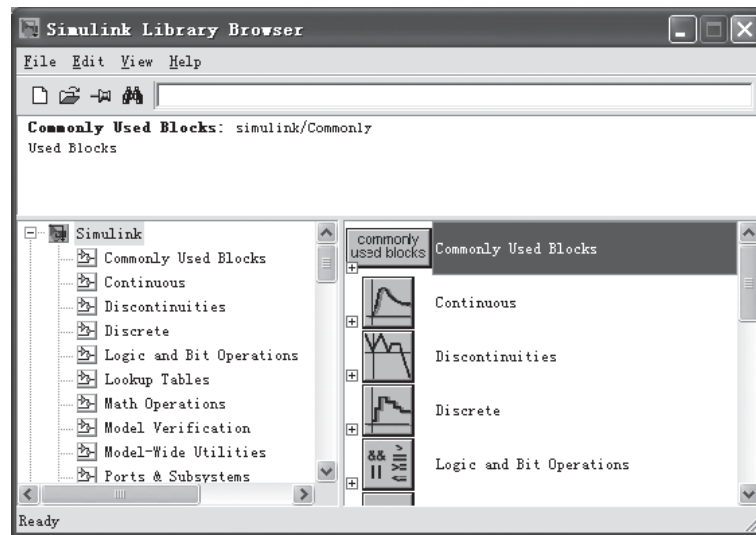 Simulink Library Browser
File Edit View Help
Commonly Used Blocks: simulink/Commonly
Used Blocks
Simulink
Commonly Used Blocks
Continuous
Discontinuities
Discrete
Logic and Bit Operations
Lookup Tables
Math Operations
Model Verification
Model-Wide Utilities
Ports & Subsystems
commonly
used blocks
Commonly Used Blocks
Continuous
Discontinuities
Discrete
&& >
|| >=
<=
Logic and Bit Operations
Ready